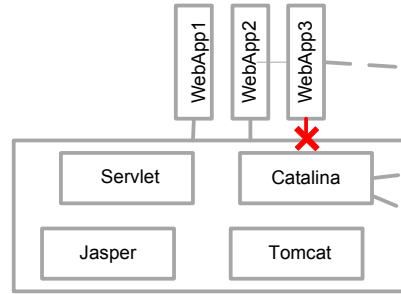 WebApp1
WebApp2
WebApp3
Servlet
Catalina
Jasper
Tomcat